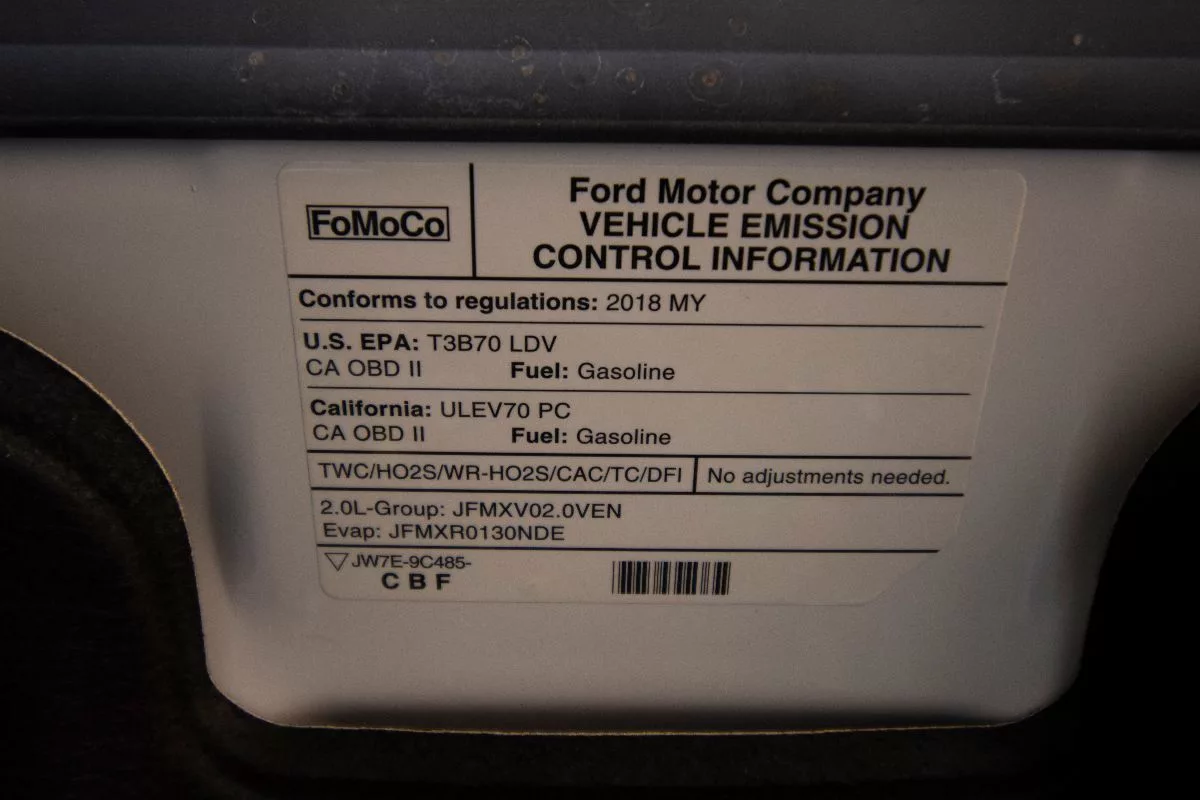 FoMoCo
Ford Motor Company
VEHICLE EMISSION
CONTROL INFORMATION
Conforms to regulations: 2018 MY
U.S. EPA: T3B70 LDV
CA OBD II Fuel: Gasoline
California: ULEV70 PC
CA OBD II Fuel: Gasoline
TWC/HO2S/WR-HO2S/CAC/TC/DFI No adjustments needed.
2.0L-Group: JFMXV02.0VEN
Evap: JFMXR0130NDE
JW7E-9C485-
C B F